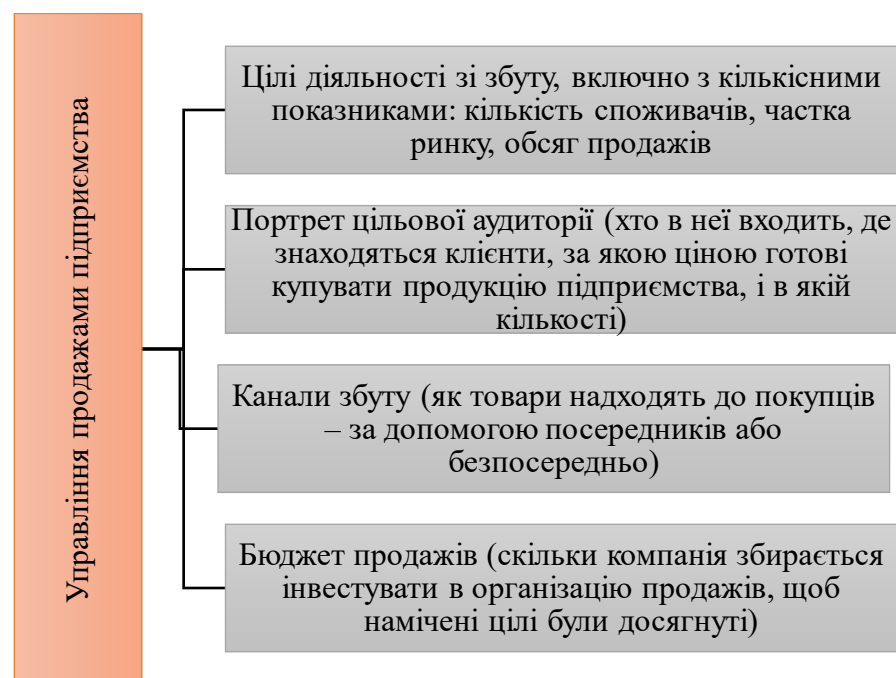 Управління продажами підприємства
Цілі діяльності зі збуту, включно з кількісними
показниками: кількість споживачів, частка
ринку, обсяг продажів
Портрет цільової аудиторії (хто в неї входить, де
знаходяться клієнти, за якою ціною готові
купувати продукцію підприємства, і в якій
кількості)
Канали збуту (як товари надходять до покупців
– за допомогою посередників або
безпосередньо)
Бюджет продажів (скільки компанія збирається
інвестувати в організацію продажів, щоб
намічені цілі були досягнуті)